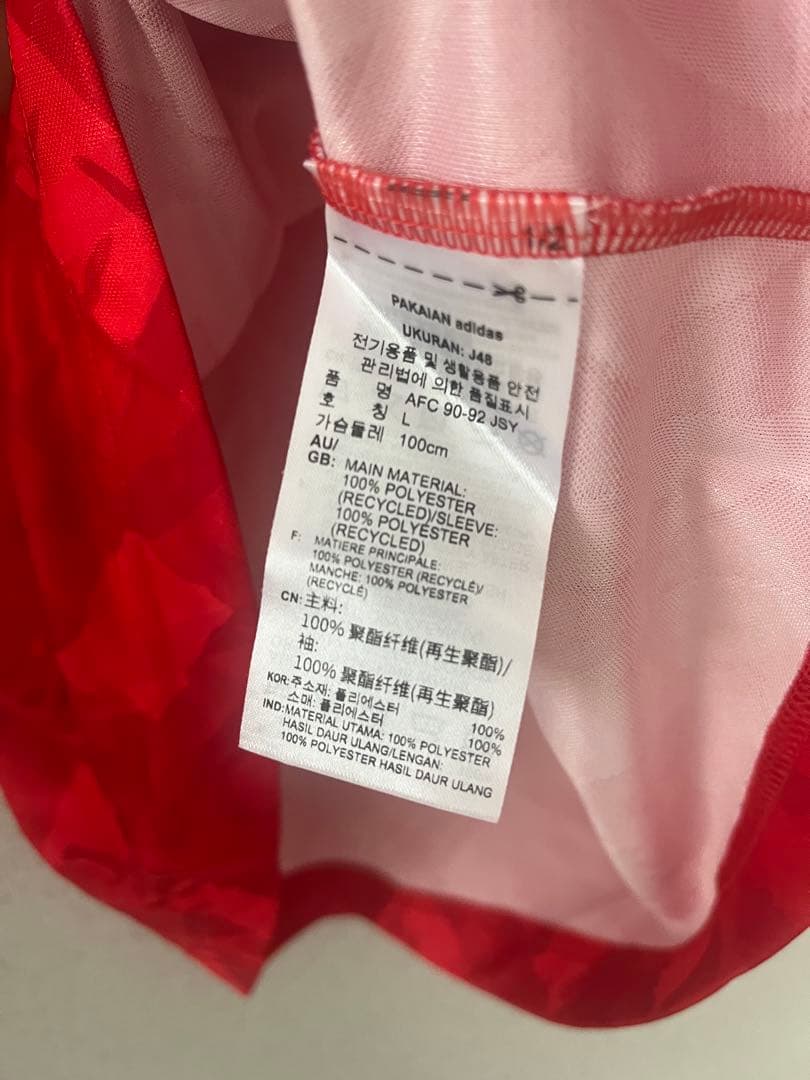 1/2
PAKAIAN adidas
UKURAN: J48
전기용품 및 생활용품 안전
관리법에 의한 품질표시
품 명 AFC 90-92 JSY
호 칭 L
가슴둘레 100cm
AU/
GB: MAIN MATERIAL:
100% POLYESTER
(RECYCLED)/SLEEVE:
100% POLYESTER
(RECYCLED)
F: MATIERE PRINCIPALE:
100% POLYESTER (RECYCLÉ)/
MANCHE: 100% POLYESTER
(RECYCLÉ)
CN: 主料:
100% 聚酯纤维(再生聚酯)/
袖:
100% 聚酯纤维(再生聚酯)
KOR: 주소재: 폴리에스터 100%
소매: 폴리에스터 100%
IND: MATERIAL UTAMA: 100% POLYESTER
HASIL DAUR ULANG/LENGAN:
100% POLYESTER HASIL DAUR ULANG